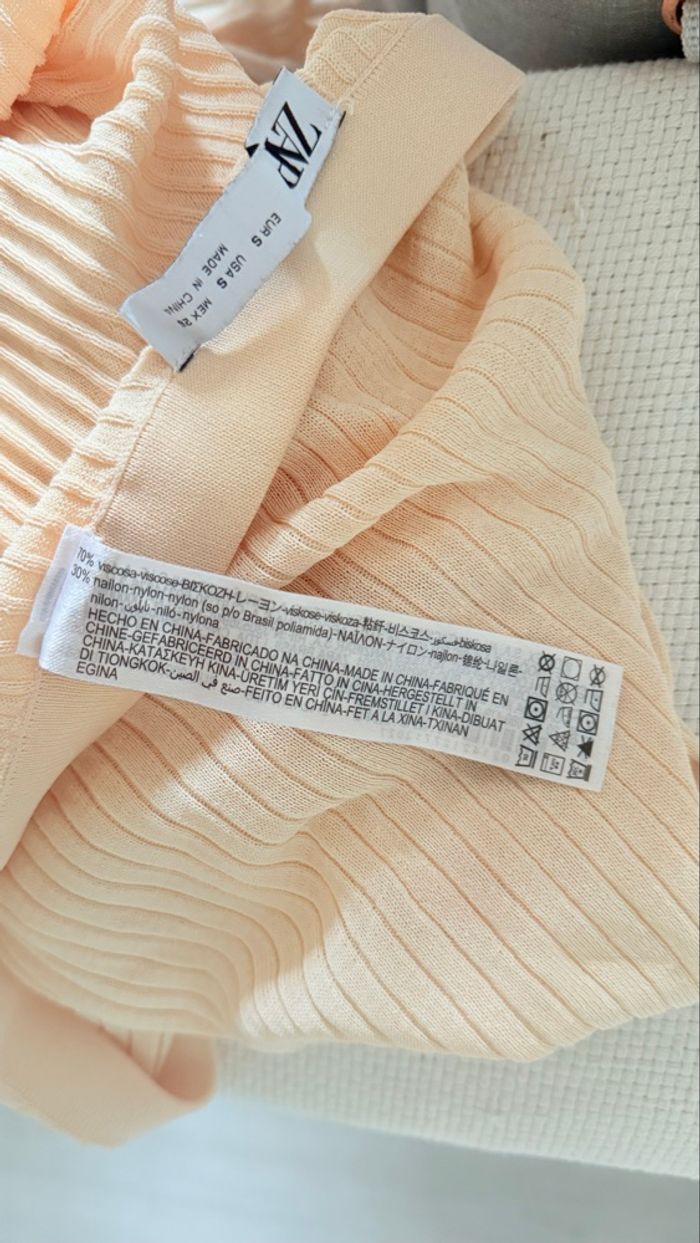 ZAR
EUR S USA S MEX 26
MADE IN CHINA
70% viscosa-viscose-ΒΙΣΚΟΖΗ-レーヨン-viskose-viskoza-粘纤-비스코스-فسكوز-biskosa
30% nailon-nylon-nylon (so p/o Brasil poliamida)-ΝΑΪΛΟΝ-ナイロン-najlon-锦纶-나일론-
nilon-نايلون-niló-nylona
HECHO EN CHINA-FABRICADO NA CHINA-MADE IN CHINA-FABRIQUÉ EN
CHINE-GEFABRICEERD IN CHINA-FATTO IN CINA-HERGESTELLT IN
CHINA-ΚΑΤΑΣΚΕΥΗ ΚΙΝΑ-ÜRETİM YERİ ÇİN-FREMSTILLET I KINA-DIBUAT
DI TIONGKOK-صنع في الصين-FEITO EN CHINA-FET A LA XINA-TXINAN
EGINA